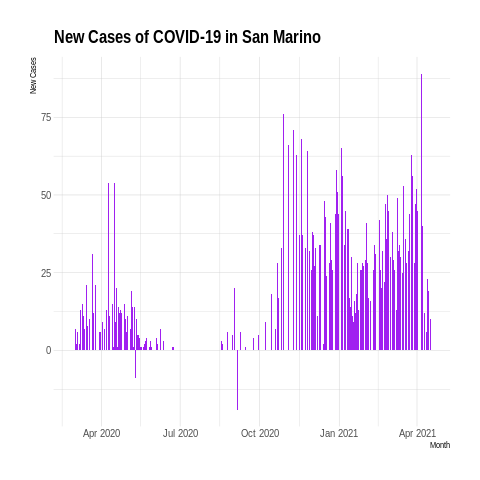 New Cases of COVID-19 in San Marino
New Cases
75
50
25
0
Apr 2020 Jul 2020 Oct 2020 Jan 2021 Apr 2021
Month